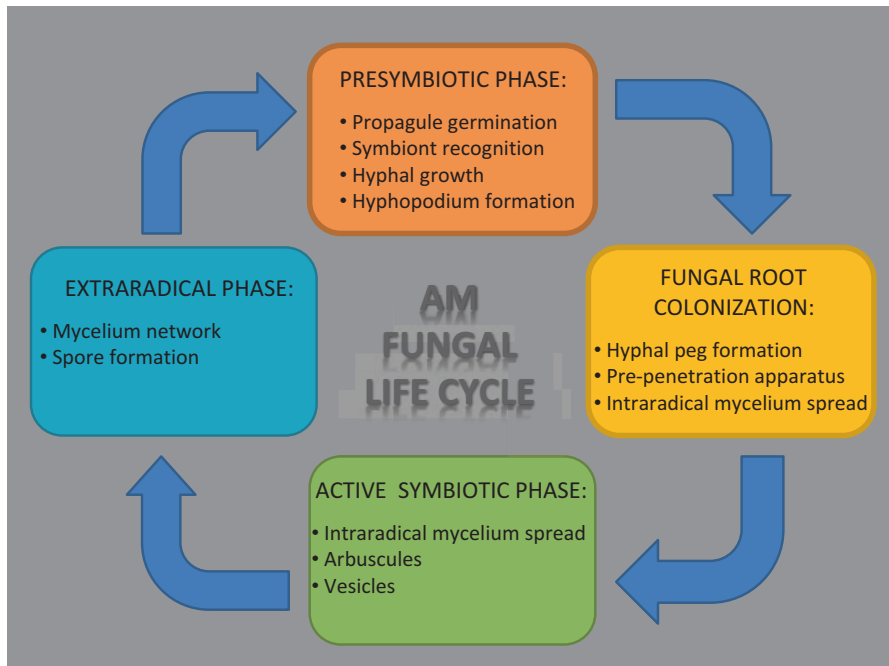 PRESYMBIOTIC PHASE:
• Propagule germination
• Symbiont recognition
• Hyphal growth
• Hyphopodium formation
FUNGAL ROOT
COLONIZATION:
• Hyphal peg formation
• Pre-penetration apparatus
• Intraradical mycelium spread
ACTIVE SYMBIOTIC PHASE:
• Intraradical mycelium spread
• Arbuscules
• Vesicles
EXTRARADICAL PHASE:
• Mycelium network
• Spore formation
AM
FUNGAL
LIFE CYCLE